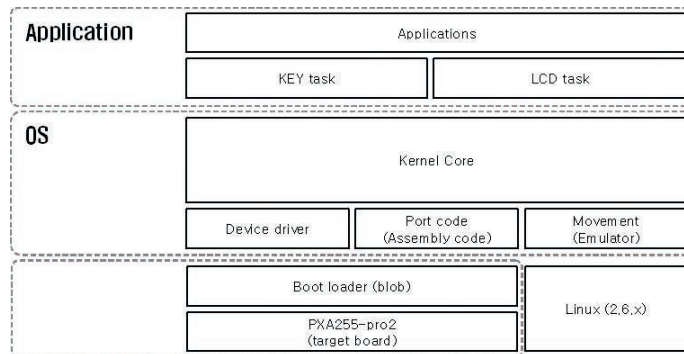 Application
Applications
KEY task
LCD task
OS
Kernel Core
Device driver
Port code
(Assembly code)
Movement
(Emulator)
Boot loader (blob)
PXA255-pro2
(target board)
Linux (2,6,x)